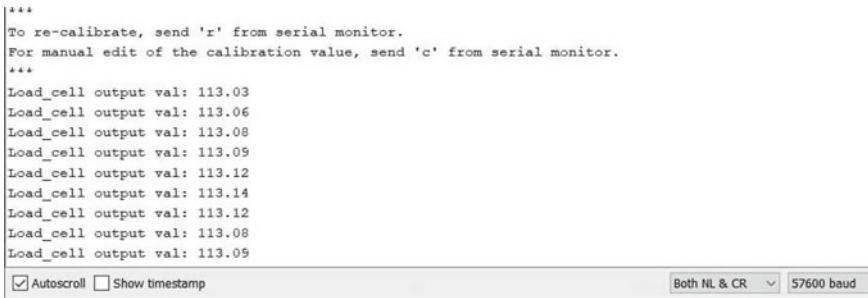 ***
To re-calibrate, send 'r' from serial monitor.
For manual edit of the calibration value, send 'c' from serial monitor.
***
Load_cell output val: 113.03
Load_cell output val: 113.06
Load_cell output val: 113.08
Load_cell output val: 113.09
Load_cell output val: 113.12
Load_cell output val: 113.14
Load_cell output val: 113.12
Load_cell output val: 113.08
Load_cell output val: 113.09
Autoscroll Show timestamp Both NL & CR 57600 baud